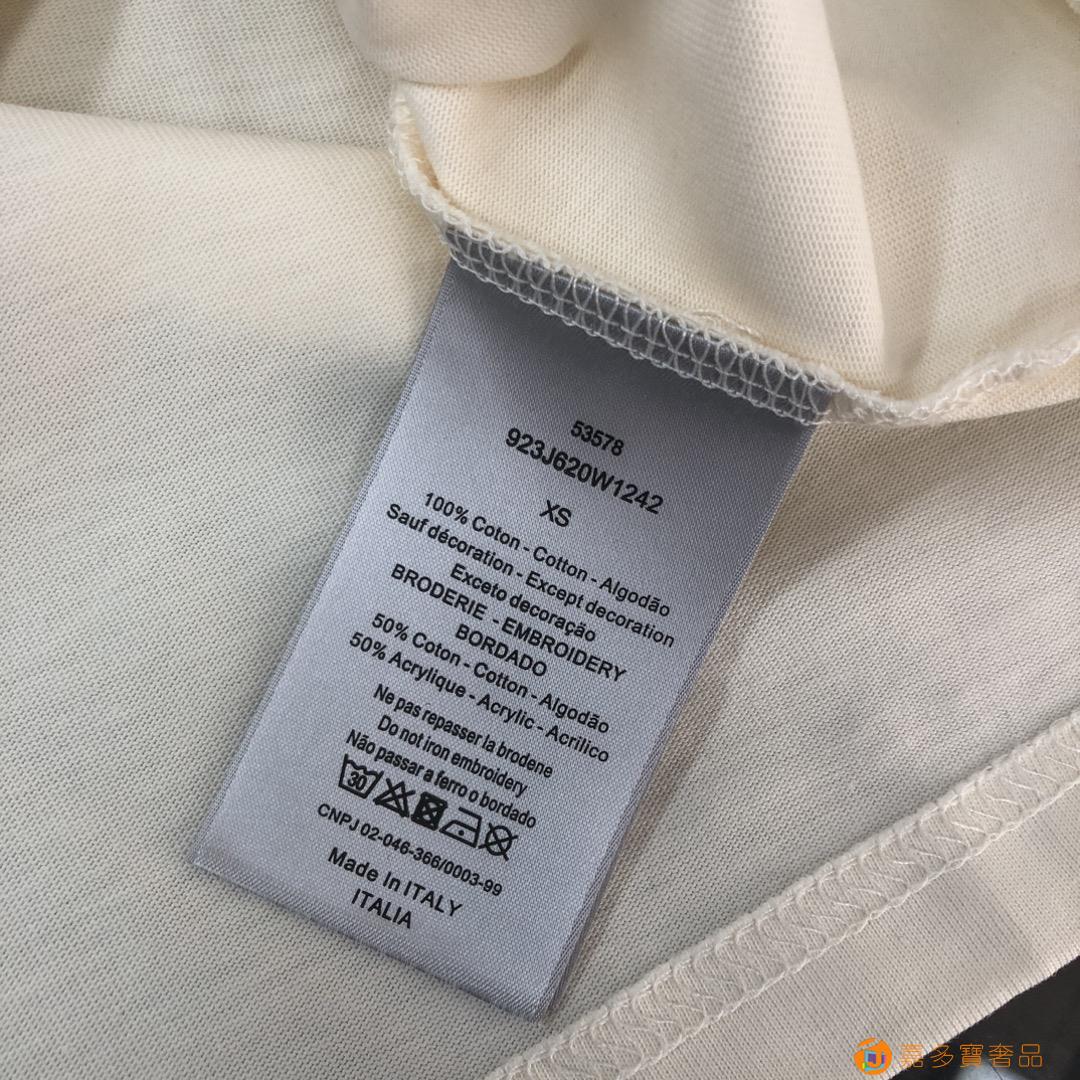 53578
923J620W1242
XS
100% Coton - Cotton - Algodão
Sauf décoration - Except decoration
Exceto decoração
BRODERIE - EMBROIDERY
BORDADO
50% Coton - Cotton - Algodão
50% Acrylique - Acrylic - Acrílico
Ne pas repasser la brodene
Do not iron embroidery
Não passar a ferro o bordado
30
CNPJ 02-046-366/0003-99
Made In ITALY
ITALIA
嘉多寶奢品